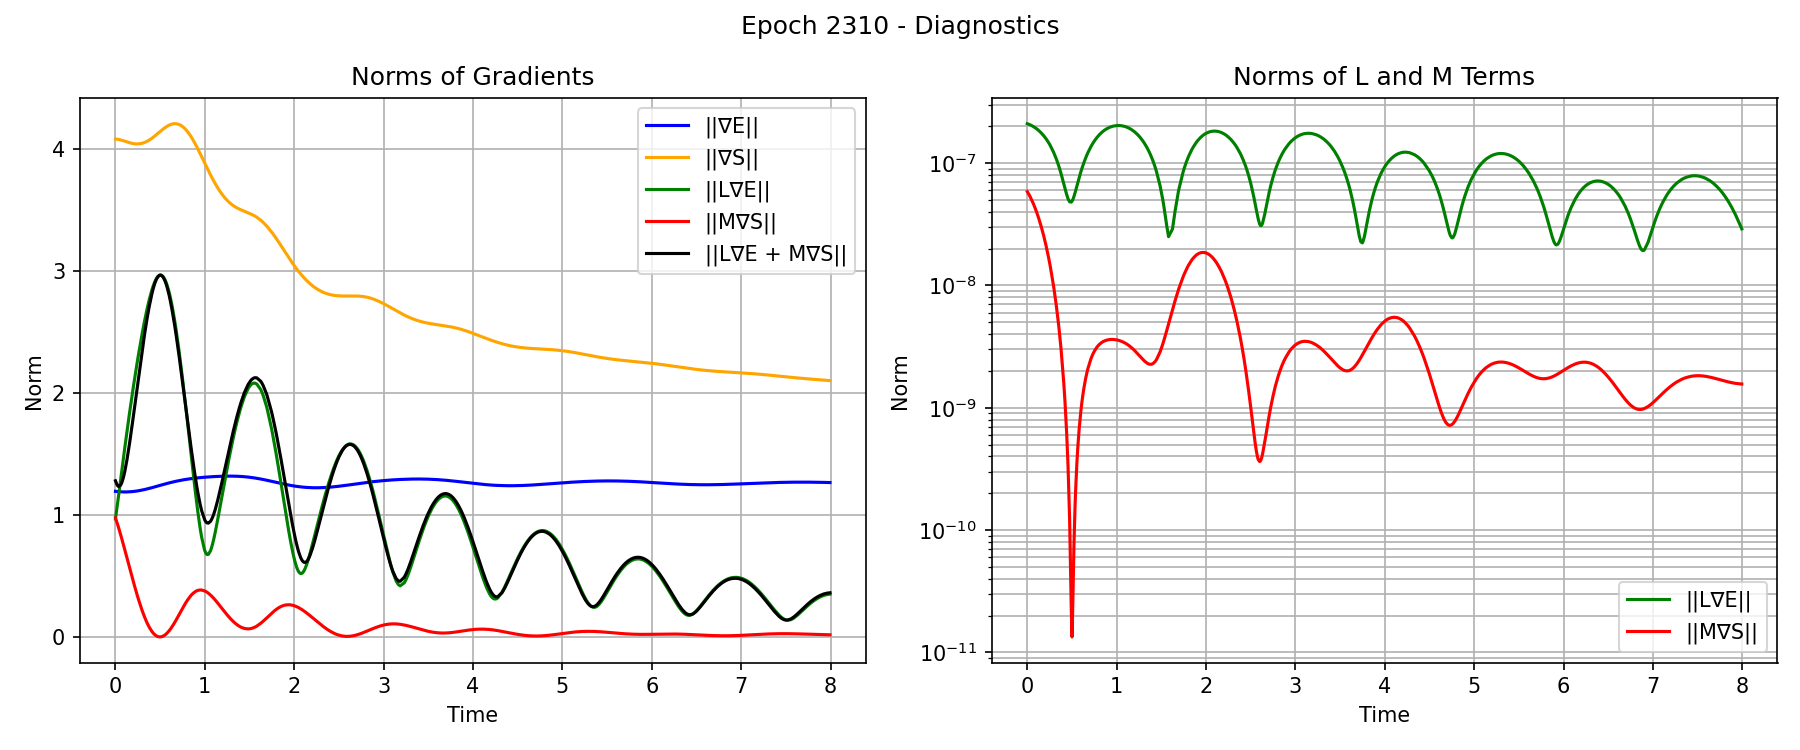 Epoch 2310 - Diagnostics
Norms of Gradients
Norm
4
3
2
1
0
0 1 2 3 4 5 6 7 8
Time
||∇E||
||∇S||
||L∇E||
||M∇S||
||L∇E + M∇S||
Norms of L and M Terms
Norm
10⁻⁷
10⁻⁸
10⁻⁹
10⁻¹⁰
10⁻¹¹
0 1 2 3 4 5 6 7 8
Time
||L∇E||
||M∇S||